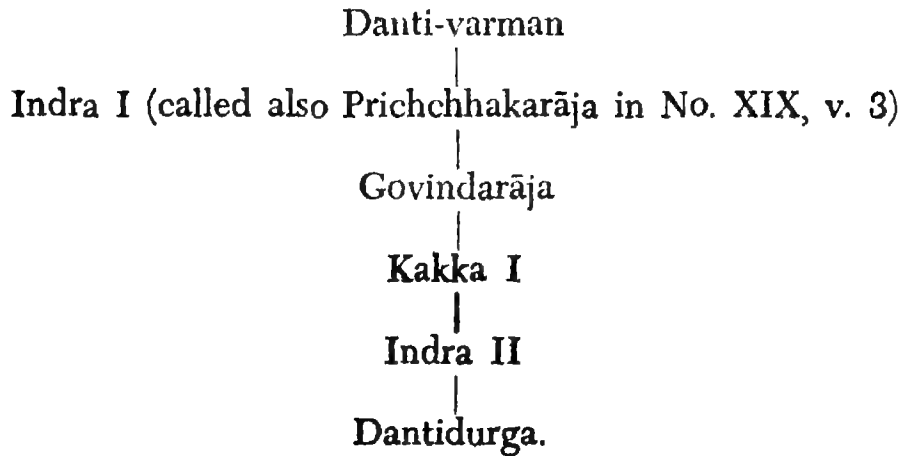 Danti-varman
Indra I (called also Prichchhakarāja in No. XIX, v. 3)
Govindarāja
Kakka I
Indra II
Dantidurga.